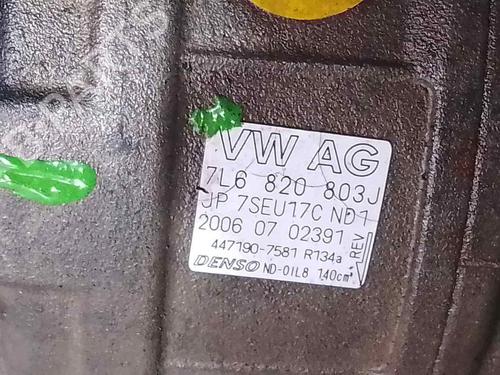 VW AG
7L6 820 803J
JP 7SEU17C ND1
2006 07 02391
447190-7581 R134a
DENSO ND-OIL8 140cm³
REV